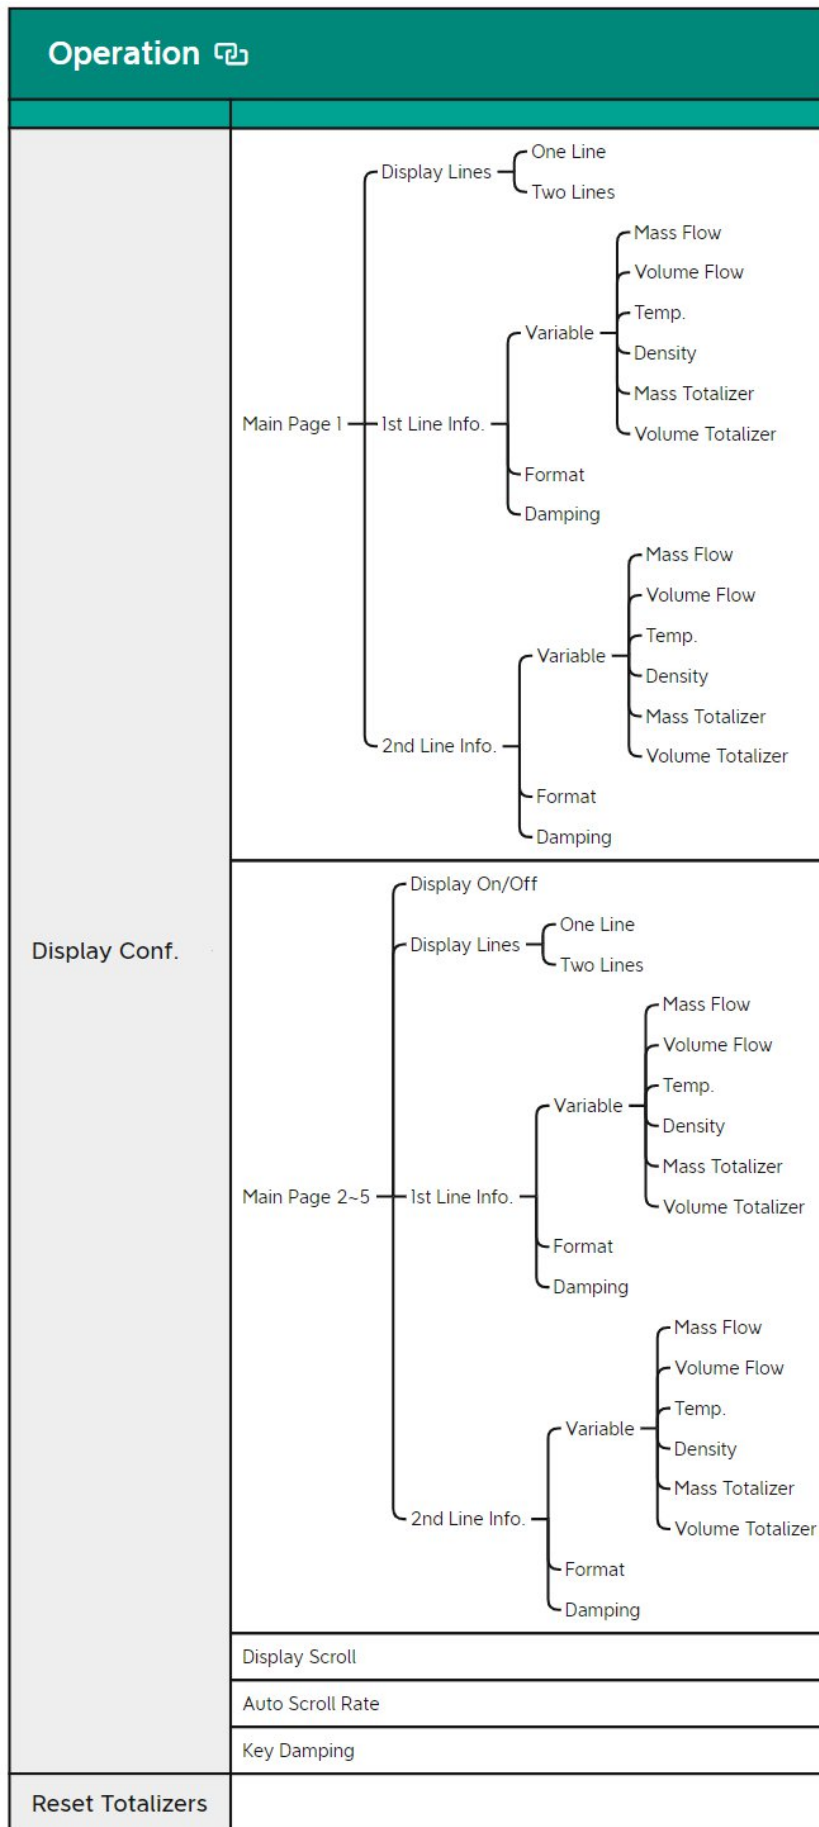 Operation
Display Conf.
Main Page 1
Display Lines
One Line
Two Lines
1st Line Info.
Variable
Mass Flow
Volume Flow
Temp.
Density
Mass Totalizer
Volume Totalizer
Format
Damping
2nd Line Info.
Variable
Mass Flow
Volume Flow
Temp.
Density
Mass Totalizer
Volume Totalizer
Format
Damping
Main Page 2~5
Display On/Off
Display Lines
One Line
Two Lines
1st Line Info.
Variable
Mass Flow
Volume Flow
Temp.
Density
Mass Totalizer
Volume Totalizer
Format
Damping
2nd Line Info.
Variable
Mass Flow
Volume Flow
Temp.
Density
Mass Totalizer
Volume Totalizer
Format
Damping
Display Scroll
Auto Scroll Rate
Key Damping
Reset Totalizers